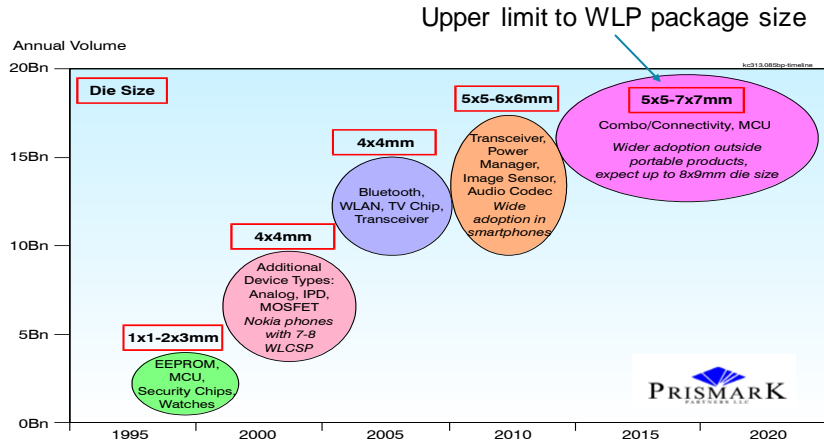 Upper limit to WLP package size
Annual Volume
kc313.085bp-timeline
20Bn
Die Size
5x5-6x6mm
5x5-7x7mm
Combo/Connectivity, MCU
Wider adoption outside
portable products,
expect up to 8x9mm die size
Transceiver,
Power
Manager,
Image Sensor,
Audio Codec
Wide
adoption in
smartphones
4x4mm
15Bn
Bluetooth,
WLAN, TV Chip,
Transceiver
4x4mm
10Bn
Additional
Device Types:
Analog, IPD,
MOSFET
Nokia phones
with 7-8
WLCSP
1x1-2x3mm
5Bn
EEPROM,
MCU,
Security Chips,
Watches
PRISMARK
PARTNERS LLC
0Bn
1995
2000
2005
2010
2015
2020